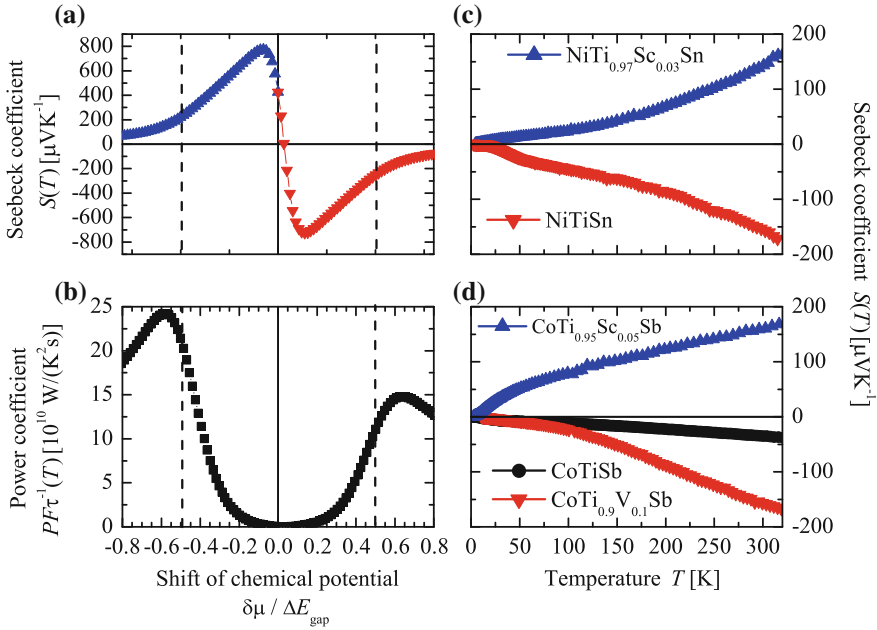 (a)
Seebeck coefficient
S(T) [μVK⁻¹]
800
600
400
200
0
-200
-400
-600
-800
(c)
NiTi₀.₉₇Sc₀.₀₃Sn
NiTiSn
200
100
0
-100
-200
Seebeck coefficient S(T) [μVK⁻¹]
(b)
Power coefficient
PFτ⁻¹(T) [10¹⁰ W/(K²s)]
25
20
15
10
5
0
-0.8 -0.6 -0.4 -0.2 0.0 0.2 0.4 0.6 0.8
Shift of chemical potential
δμ / ΔE_gap
(d)
CoTi₀.₉₅Sc₀.₀₅Sb
CoTiSb
CoTi₀.₉V₀.₁Sb
200
100
0
-100
-200
0 50 100 150 200 250 300
Temperature T [K]